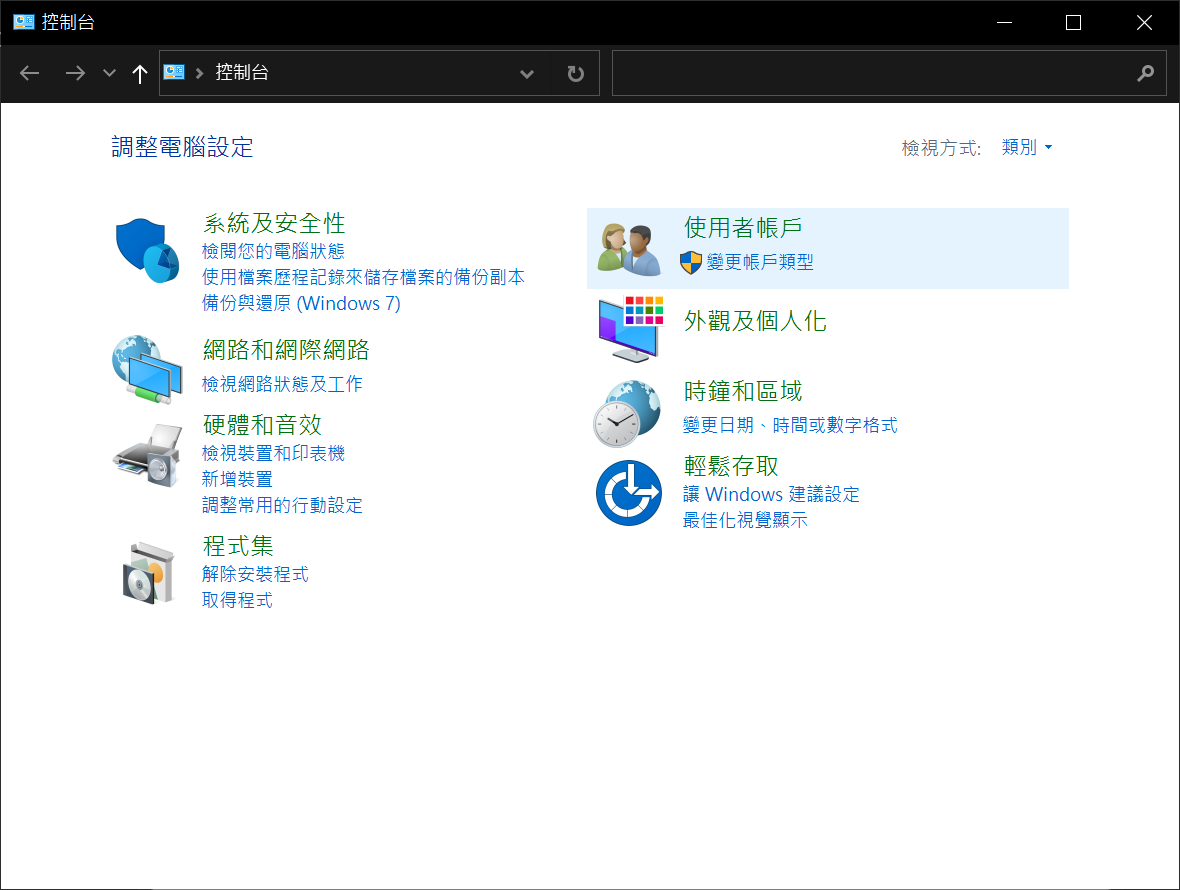 控制台
控制台
調整電腦設定
檢視方式: 類別
系統及安全性
檢閱您的電腦狀態
使用檔案歷程記錄來儲存檔案的備份副本
備份與還原 (Windows 7)
網路和網際網路
檢視網路狀態及工作
硬體和音效
檢視裝置和印表機
新增裝置
調整常用的行動設定
程式集
解除安裝程式
取得程式
使用者帳戶
變更帳戶類型
外觀及個人化
時鐘和區域
變更日期、時間或數字格式
輕鬆存取
讓 Windows 建議設定
最佳化視覺顯示